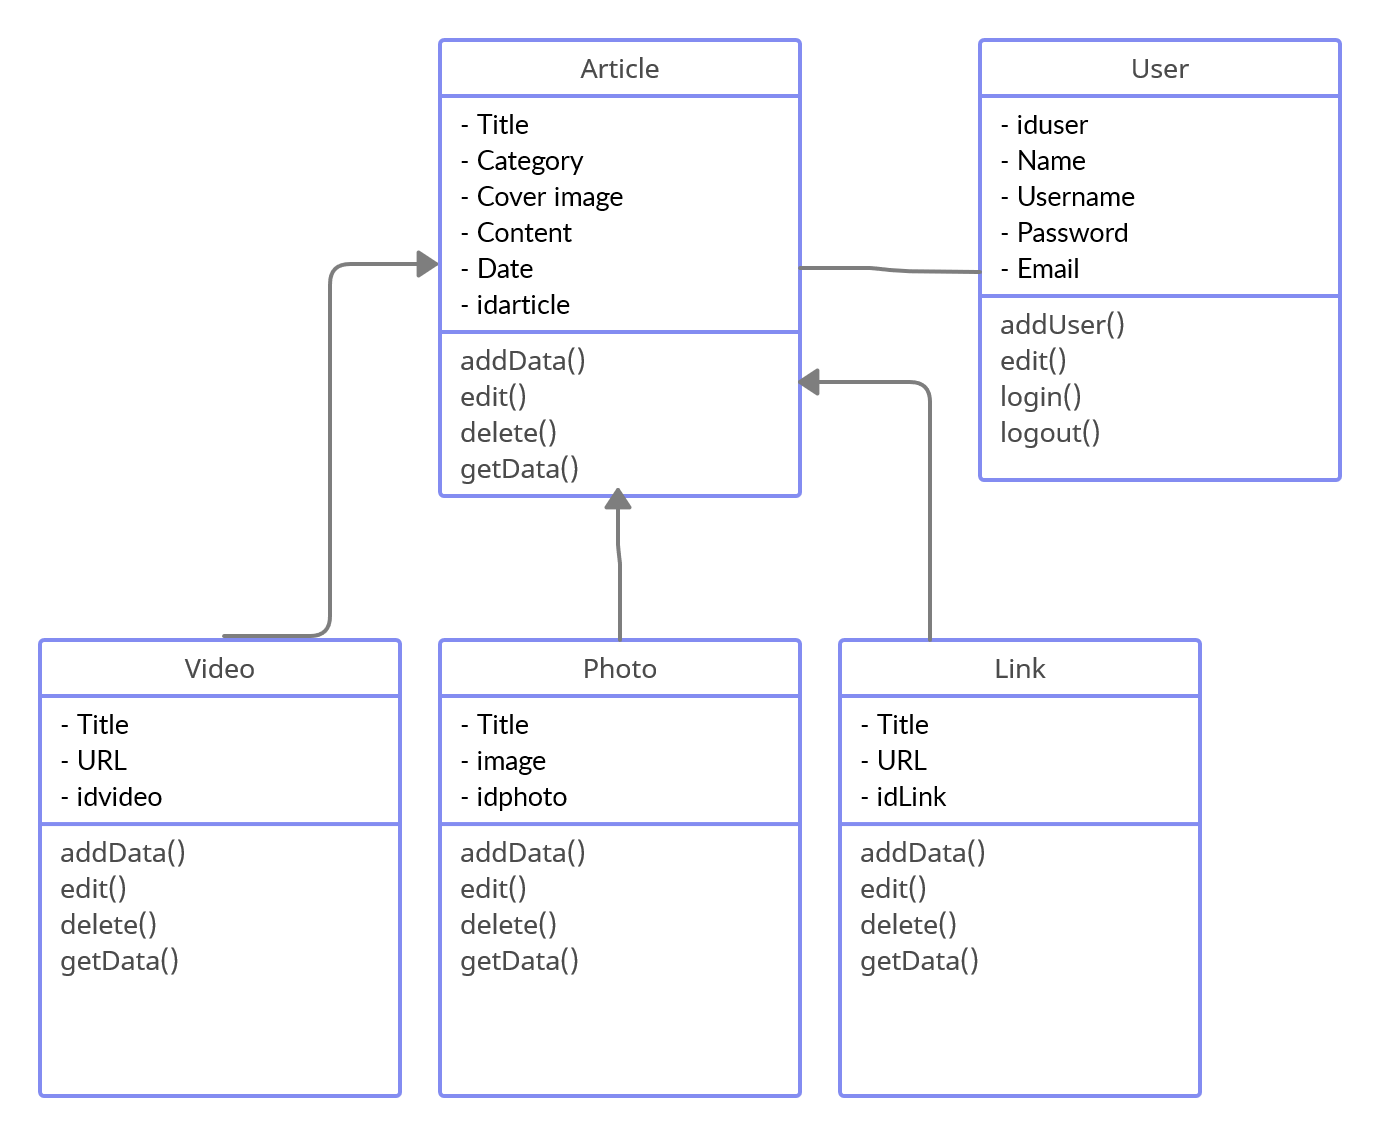 Article
- Title
- Category
- Cover image
- Content
- Date
- idarticle
addData()
edit()
delete()
getData()
User
- iduser
- Name
- Username
- Password
- Email
addUser()
edit()
login()
logout()
Video
- Title
- URL
- idvideo
addData()
edit()
delete()
getData()
Photo
- Title
- image
- idphoto
addData()
edit()
delete()
getData()
Link
- Title
- URL
- idLink
addData()
edit()
delete()
getData()